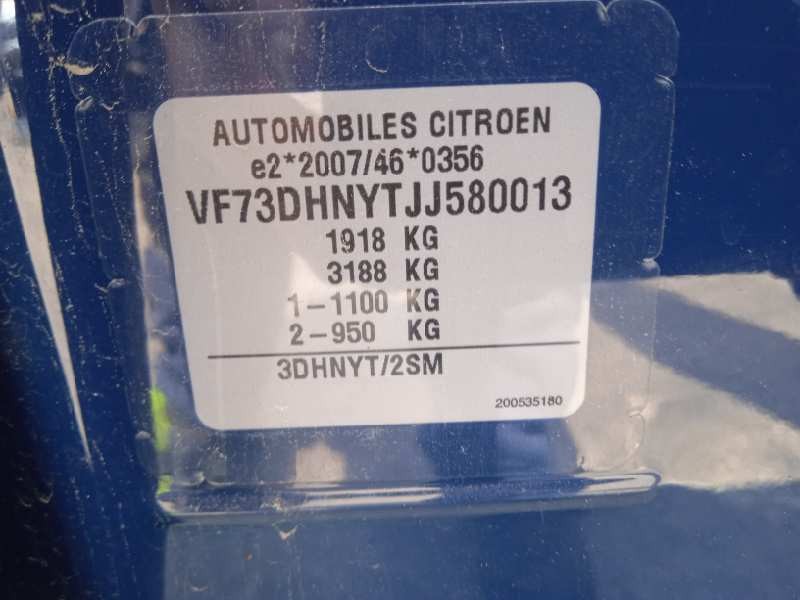 AUTOMOBILES CITROEN
e2*2007/46*0356
VF73DHNYTJJ580013
1918 KG
3188 KG
1-1100 KG
2-950 KG
3DHNYT/2SM
200535180